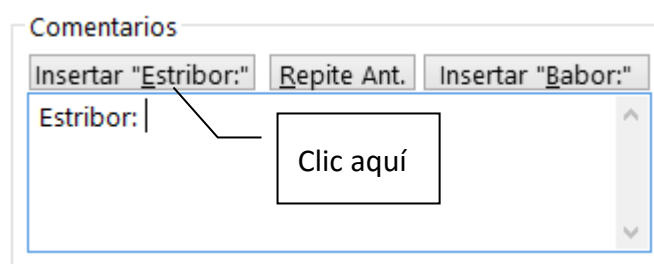 Comentarios
Insertar "Estribor:" Repite Ant. Insertar "Babor:"
Estribor:
Clic aquí